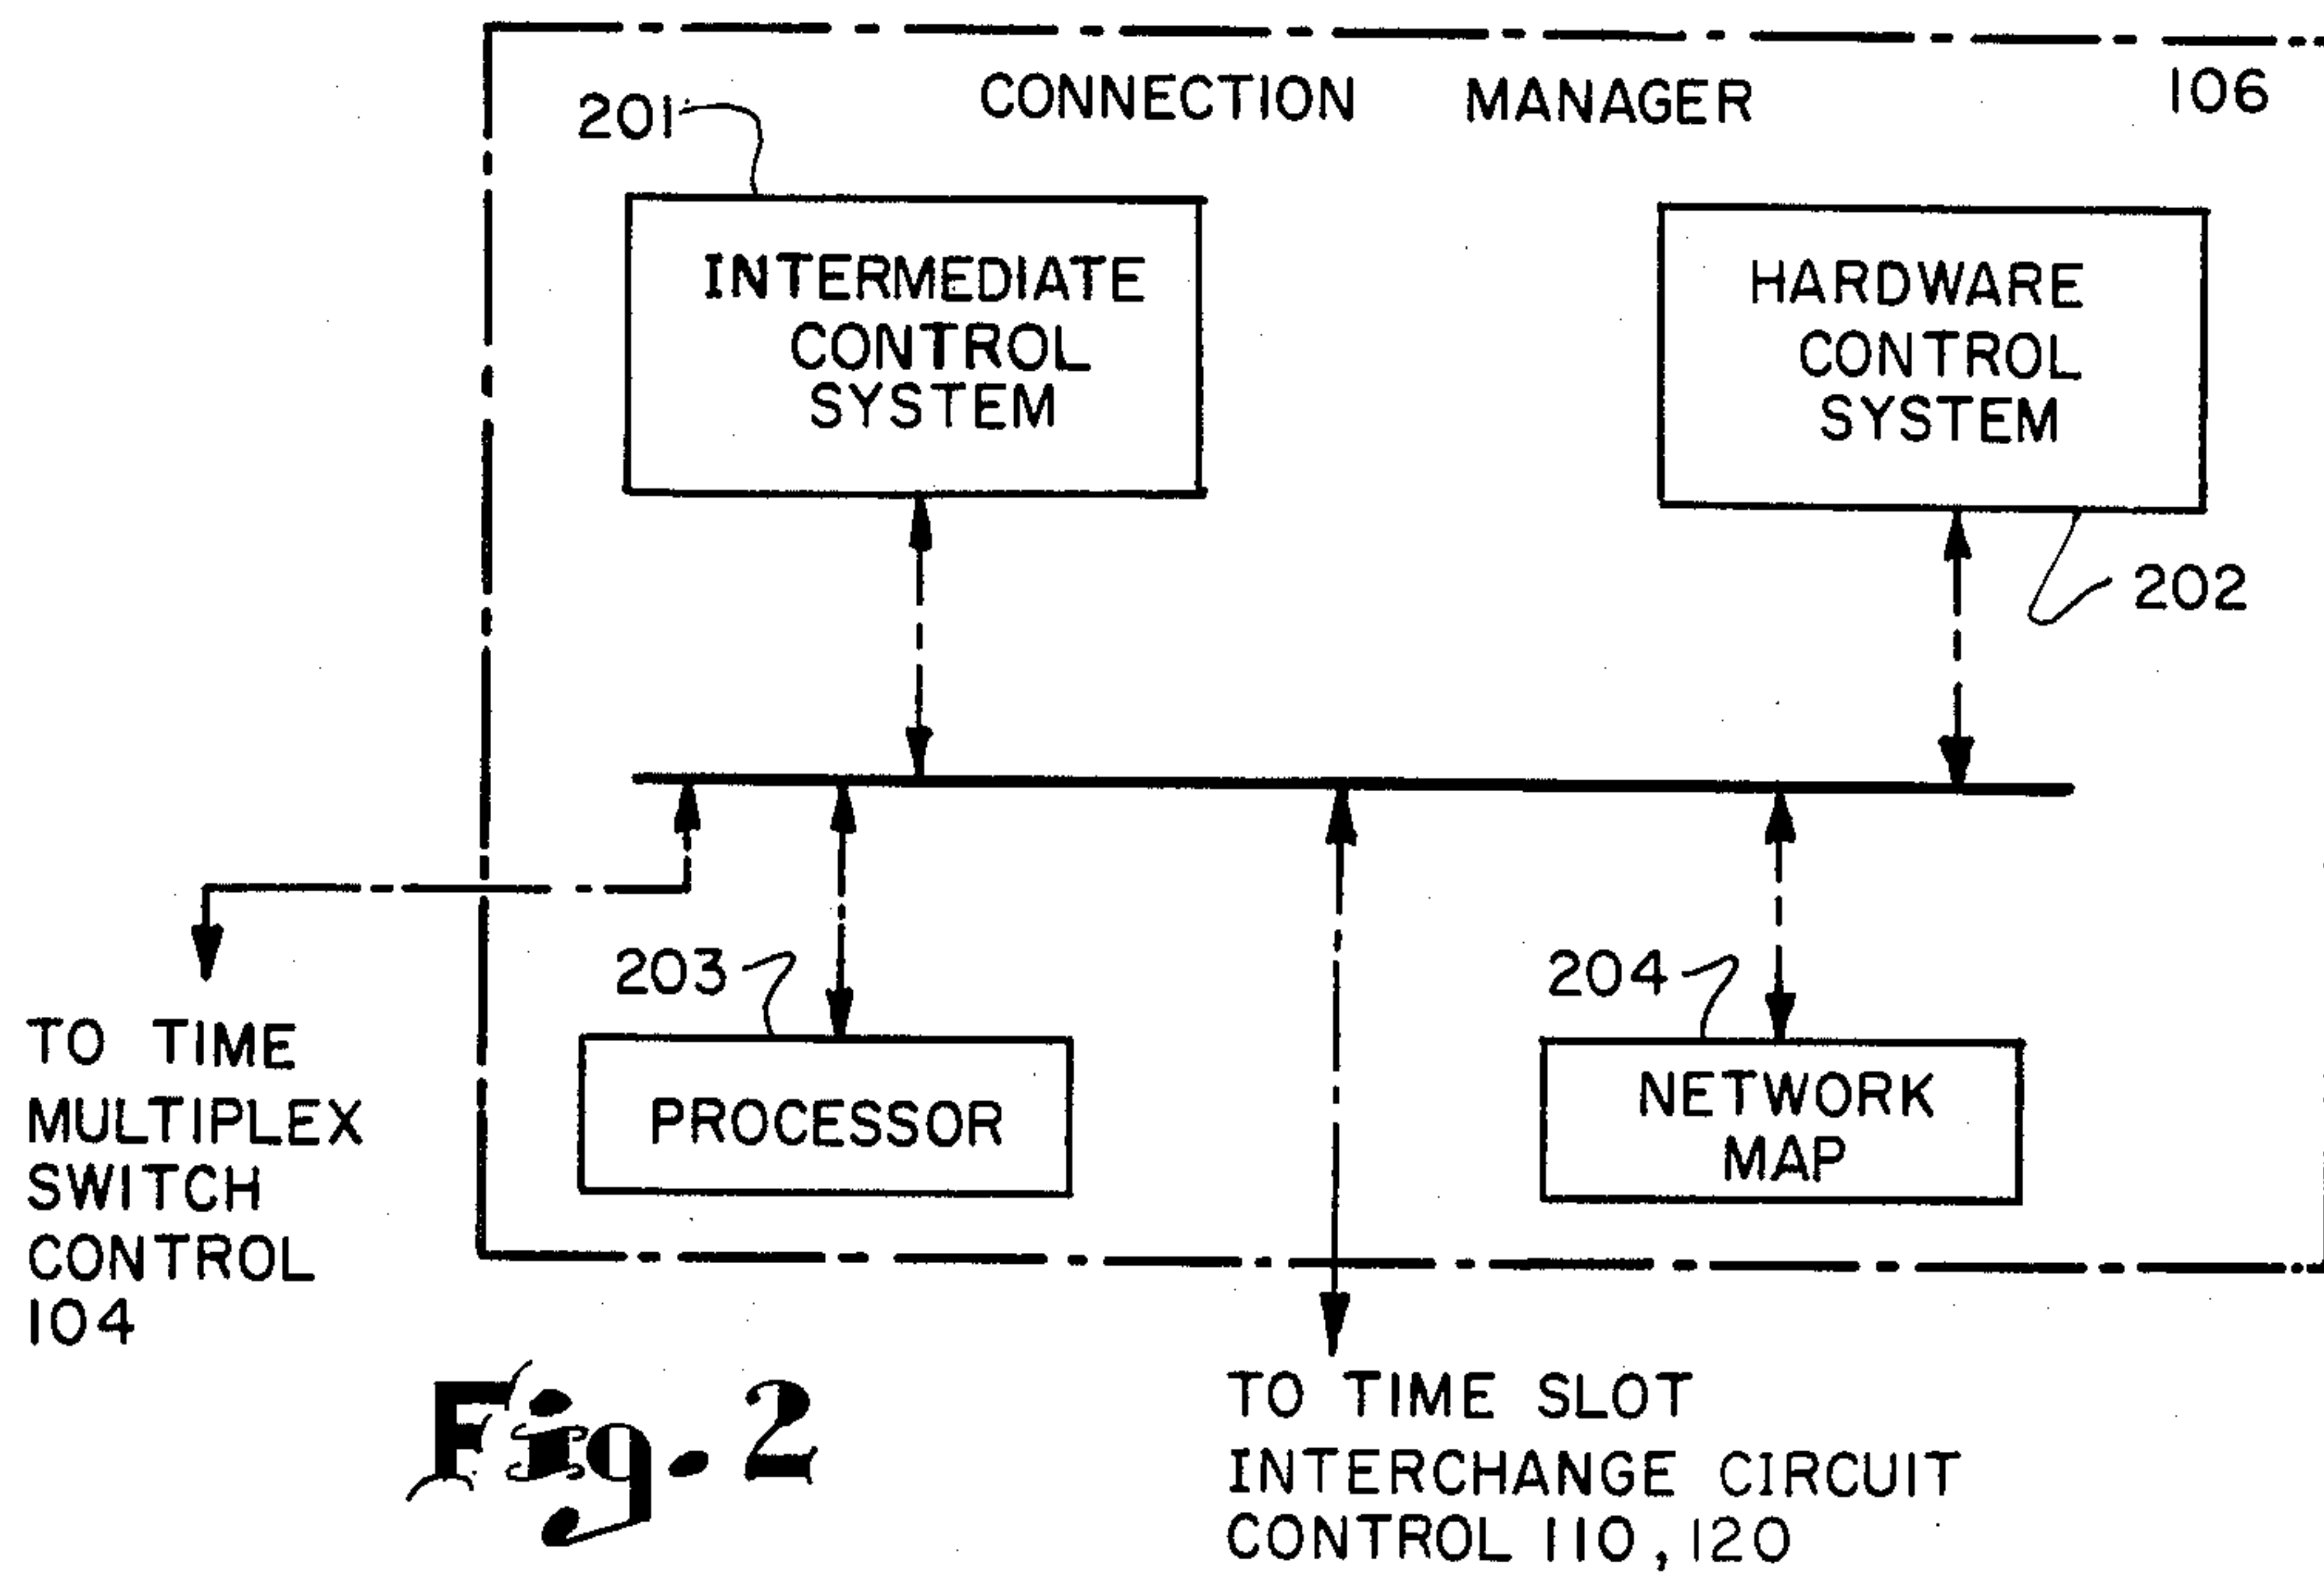 CONNECTION MANAGER 106
201
INTERMEDIATE
CONTROL
SYSTEM
HARDWARE
CONTROL
SYSTEM
202
203
PROCESSOR
204
NETWORK
MAP
TO TIME
MULTIPLEX
SWITCH
CONTROL
104
TO TIME SLOT
INTERCHANGE CIRCUIT
CONTROL 110, 120
Fig. 2